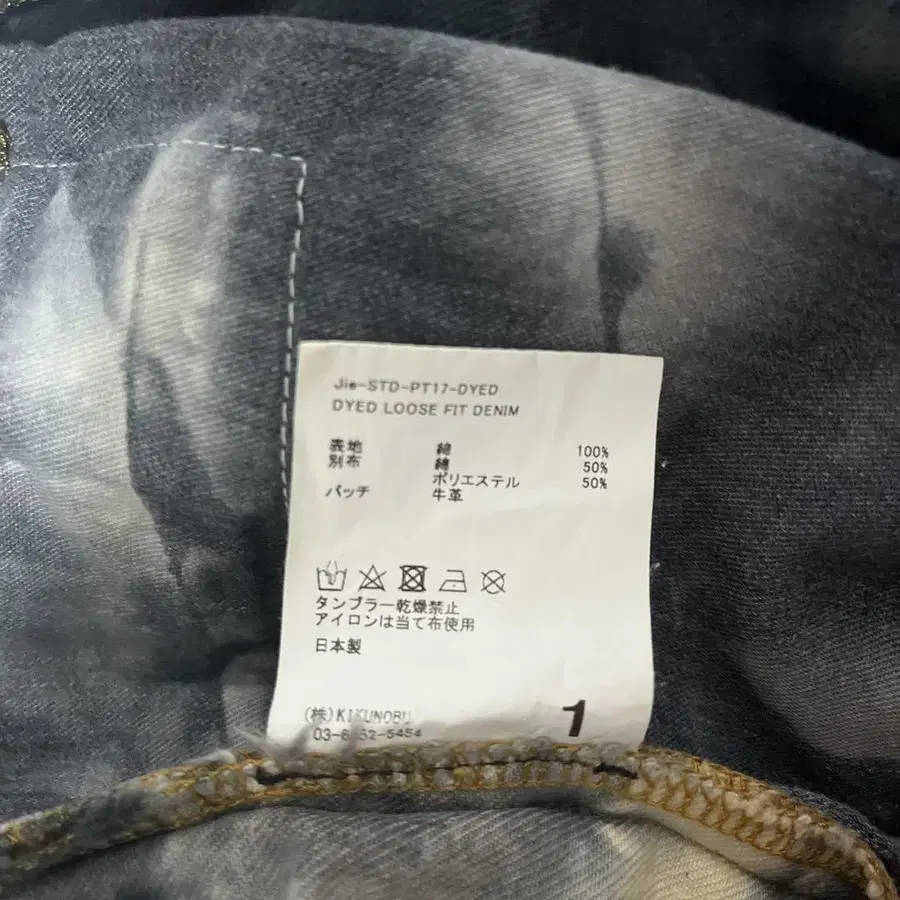 Jie-STD-PT17-DYED
DYED LOOSE FIT DENIM
表地 綿 100%
別布 綿 50%
ポリエステル 50%
パッチ 牛革
タンブラー乾燥禁止
アイロンは当て布使用
日本製
(株)KIKUNOBU
1